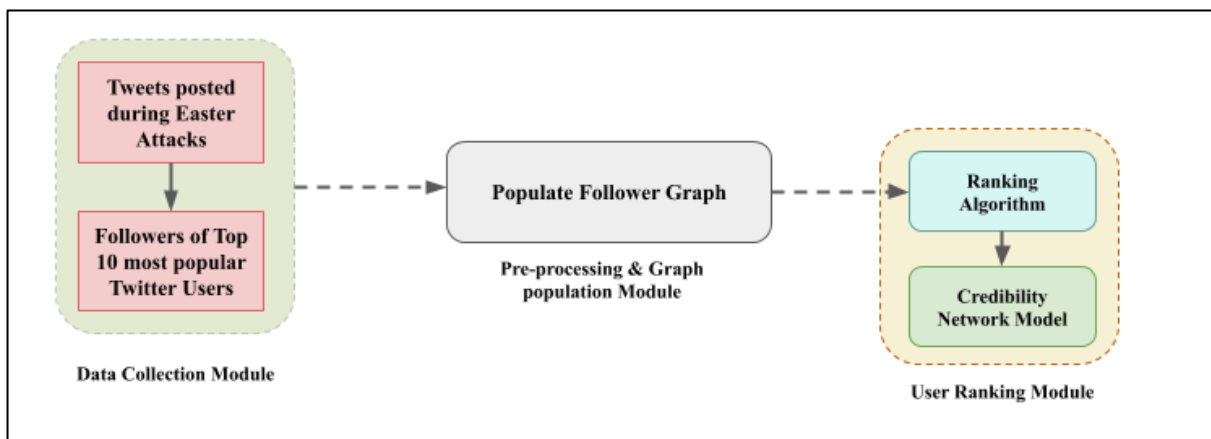 Tweets posted
during Easter
Attacks
Followers of Top
10 most popular
Twitter Users
Data Collection Module
Populate Follower Graph
Pre-processing & Graph
population Module
Ranking
Algorithm
Credibility
Network Model
User Ranking Module